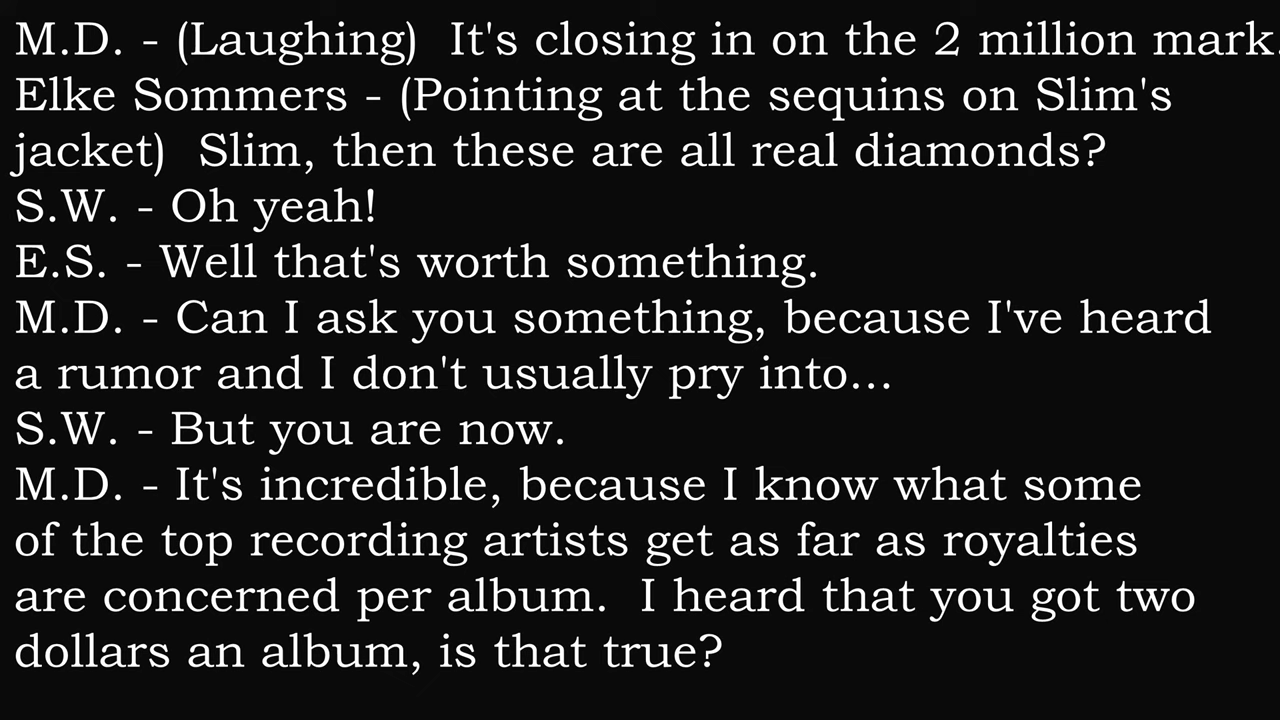 M.D. - (Laughing)  It's closing in on the 2 million mark.
Elke Sommers - (Pointing at the sequins on Slim's
jacket)  Slim, then these are all real diamonds?
S.W. - Oh yeah!
E.S. - Well that's worth something.
M.D. - Can I ask you something, because I've heard
a rumor and I don't usually pry into...
S.W. - But you are now.
M.D. - It's incredible, because I know what some
of the top recording artists get as far as royalties
are concerned per album.  I heard that you got two
dollars an album, is that true?